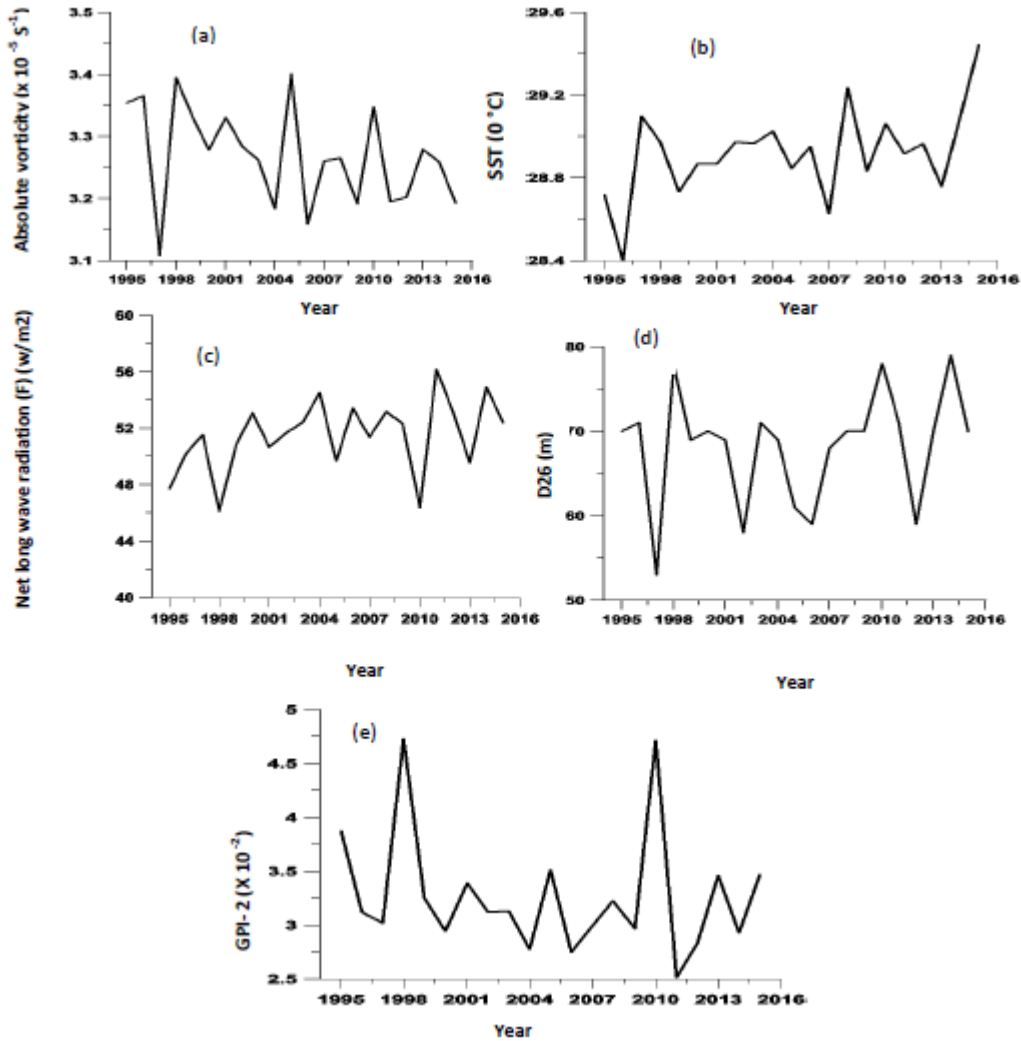 Absolute vorticity (x 10 -5 S-1)
(a)
3.5
3.4
3.3
3.2
3.1
1995 1998 2001 2004 2007 2010 2013 2016
Year
SST (0 °C)
(b)
29.6
29.2
28.8
28.4
1995 1998 2001 2004 2007 2010 2013 2016
Year
Net long wave radiation (F) (w/m2)
(c)
60
56
52
48
44
40
1995 1998 2001 2004 2007 2010 2013 2016
Year
D26 (m)
(d)
80
70
60
50
1995 1998 2001 2004 2007 2010 2013 2016
Year
GPI- 2 (X 10 -2)
(e)
5
4.5
4
3.5
3
2.5
1995 1998 2001 2004 2007 2010 2013 2016
Year